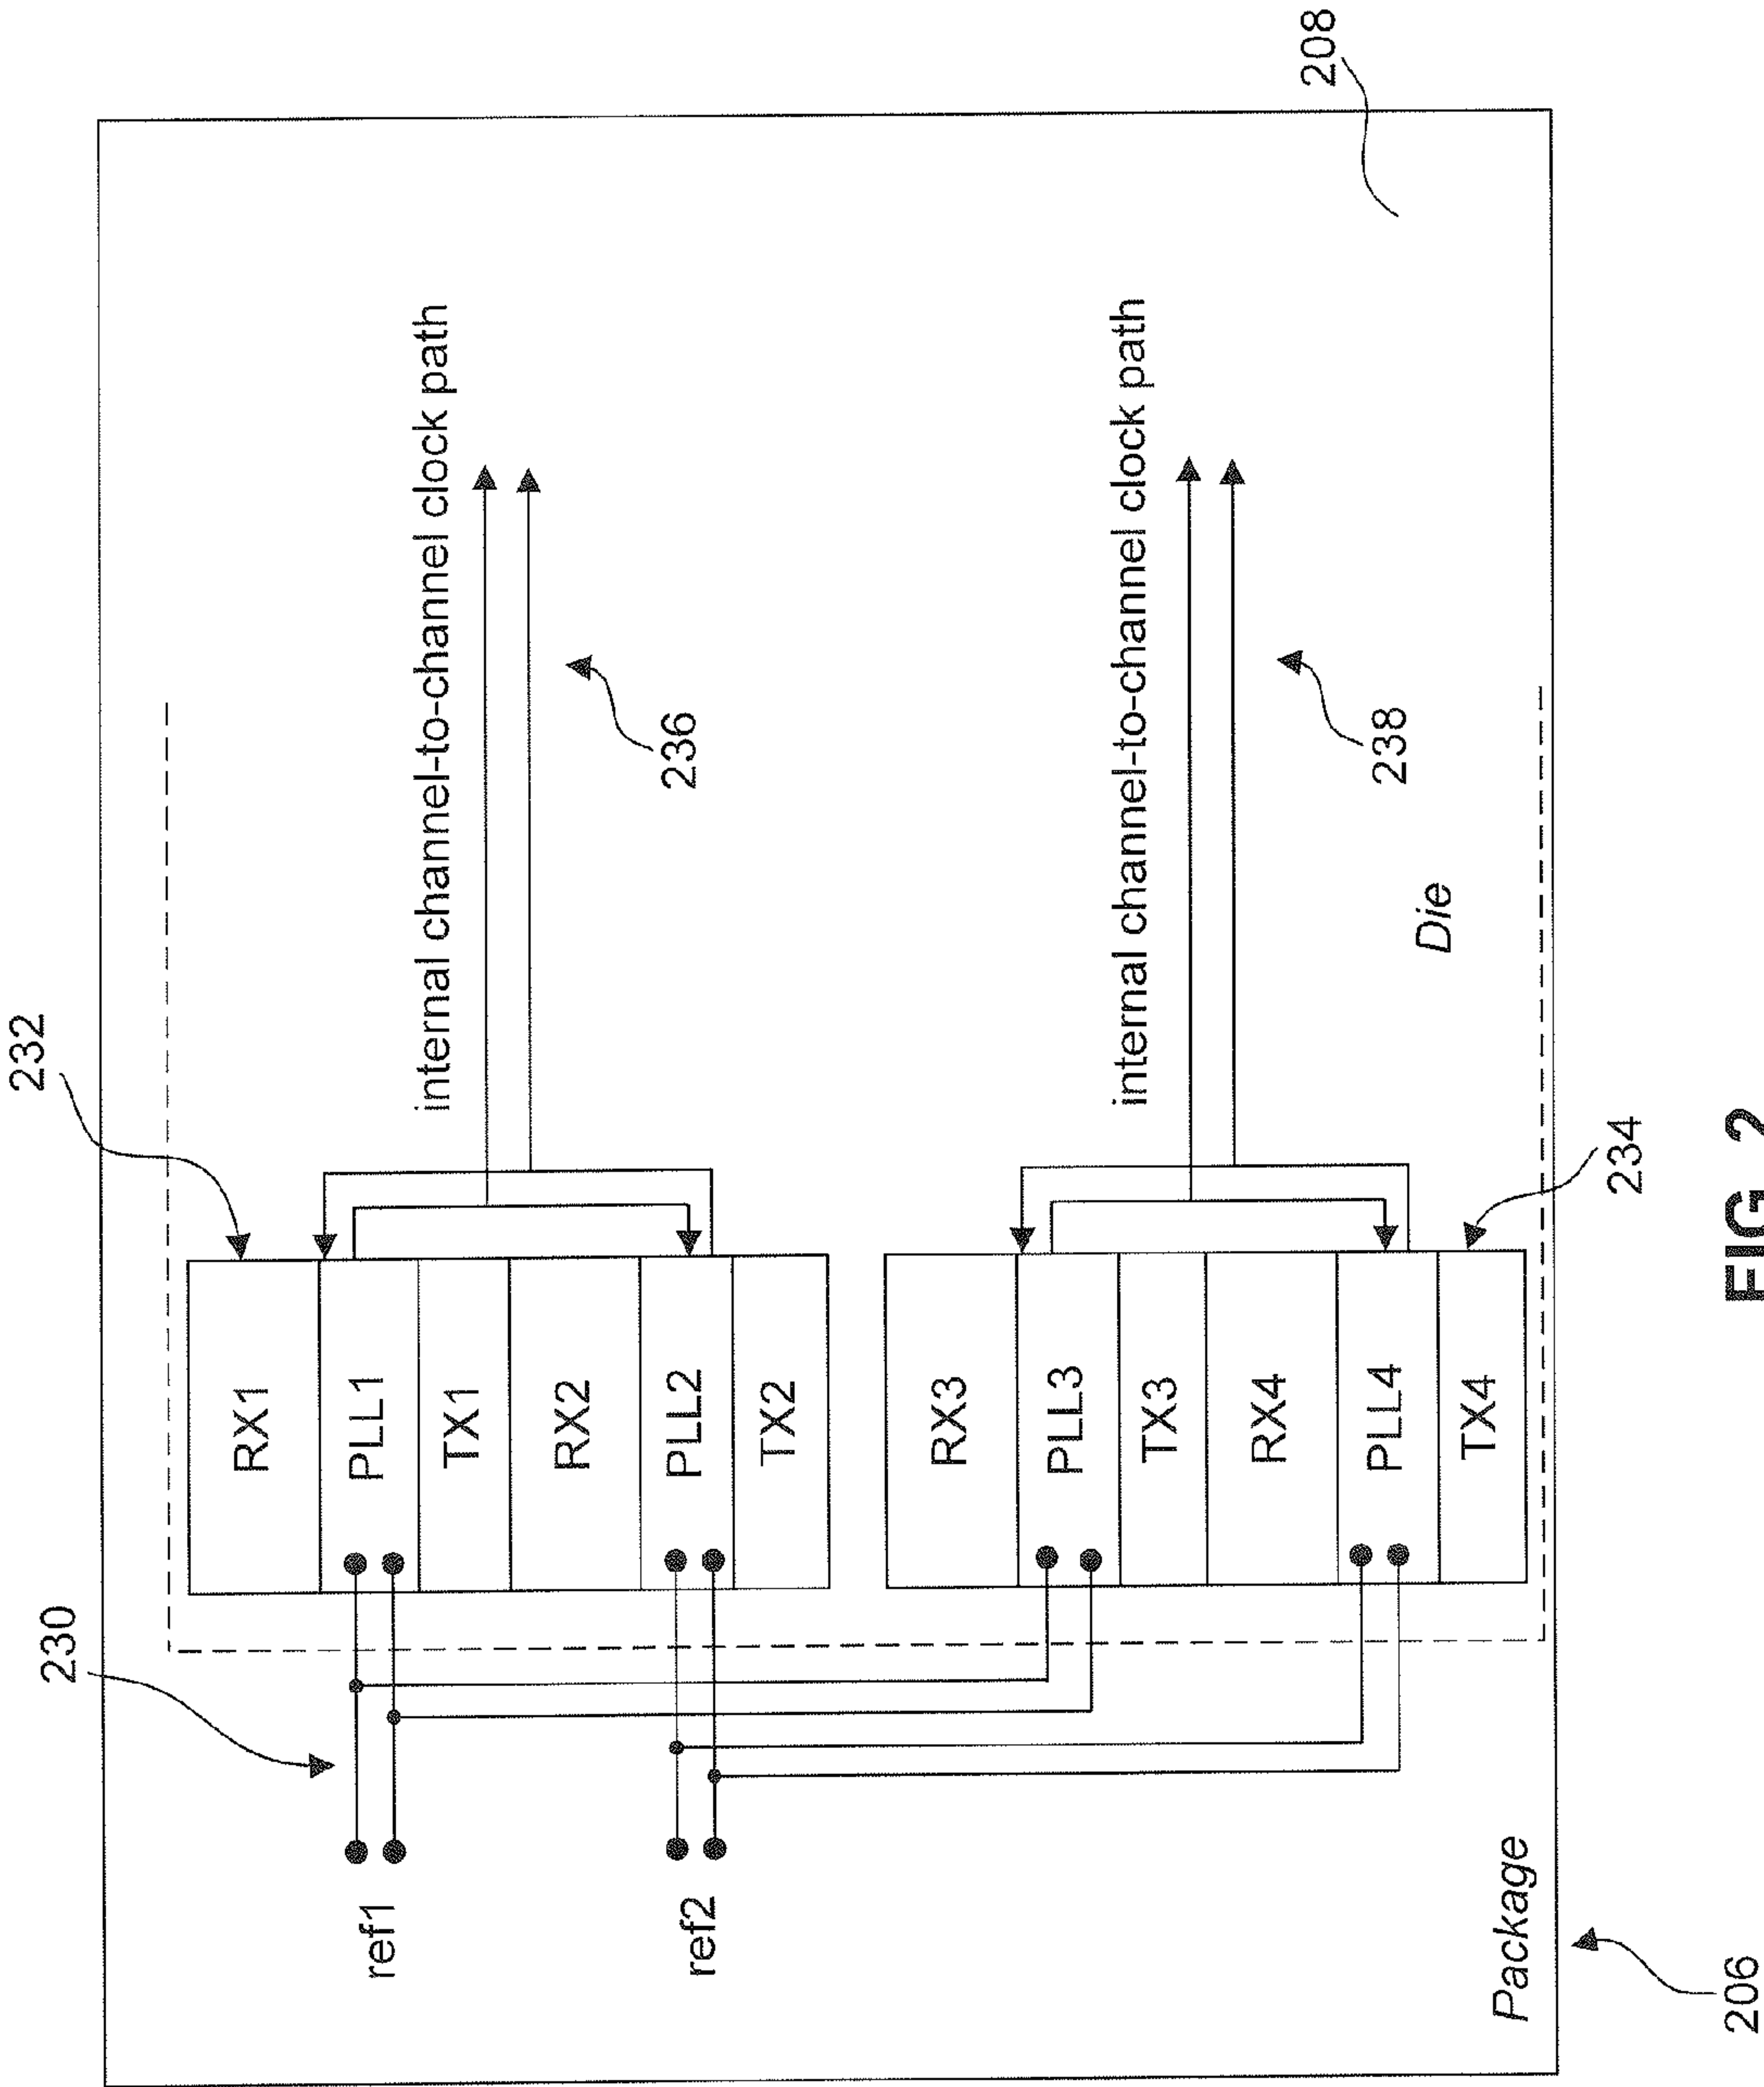 230
232
208
ref1
ref2
RX1
PLL1
TX1
RX2
PLL2
TX2
internal channel-to-channel clock path
236
RX3
PLL3
TX3
RX4
PLL4
TX4
internal channel-to-channel clock path
238
Die
Package
206
234
FIG. 2